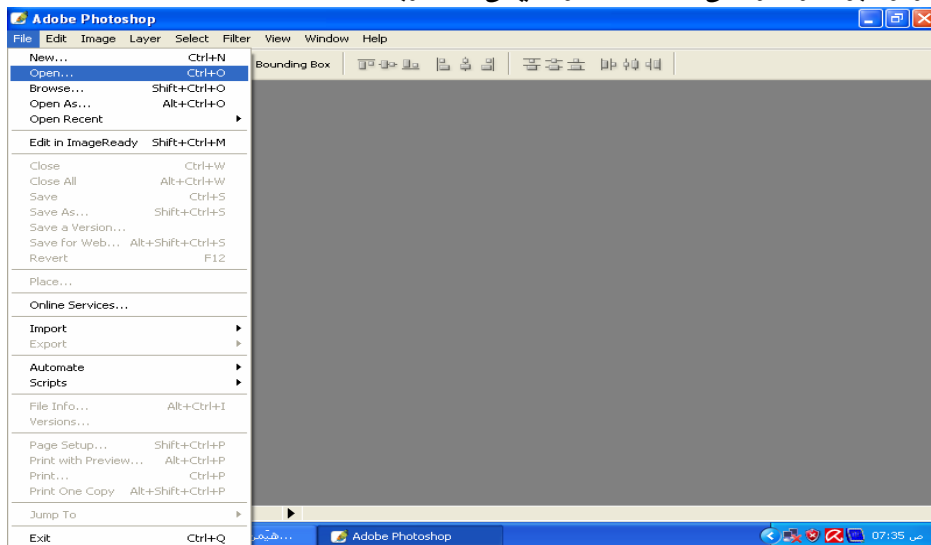 Adobe Photoshop
File Edit Image Layer Select Filter View Window Help
New... Ctrl+N
Bounding Box
Open... Ctrl+O
Browse... Shift+Ctrl+O
Open As... Alt+Ctrl+O
Open Recent
Edit in ImageReady Shift+Ctrl+M
Close Ctrl+W
Close All Alt+Ctrl+W
Save Ctrl+S
Save As... Shift+Ctrl+S
Save a Version...
Save for Web... Alt+Shift+Ctrl+S
Revert F12
Place...
Online Services...
Import
Export
Automate
Scripts
File Info... Alt+Ctrl+I
Versions...
Page Setup... Shift+Ctrl+P
Print with Preview... Alt+Ctrl+P
Print... Ctrl+P
Print One Copy Alt+Shift+Ctrl+P
Jump To
Exit Ctrl+Q
Adobe Photoshop
07:35 ص